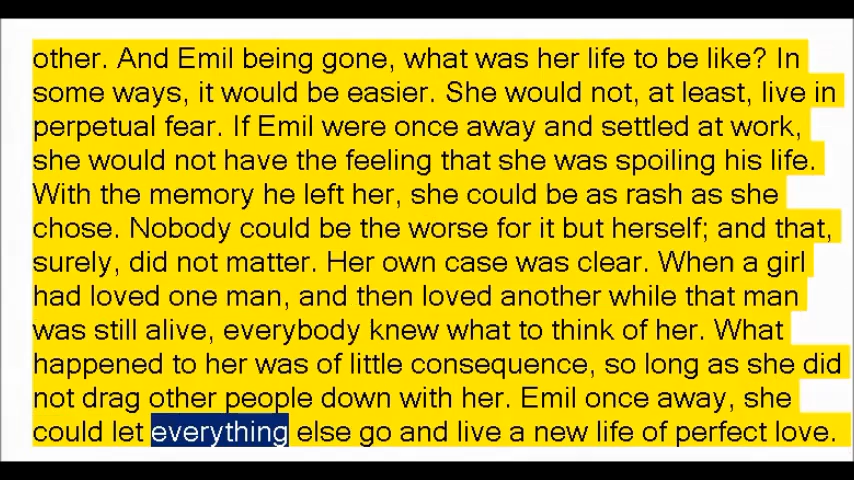 other. And Emil being gone, what was her life to be like? In
some ways, it would be easier. She would not, at least, live in
perpetual fear. If Emil were once away and settled at work,
she would not have the feeling that she was spoiling his life.
With the memory he left her, she could be as rash as she
chose. Nobody could be the worse for it but herself; and that,
surely, did not matter. Her own case was clear. When a girl
had loved one man, and then loved another while that man
was still alive, everybody knew what to think of her. What
happened to her was of little consequence, so long as she did
not drag other people down with her. Emil once away, she
could let everything else go and live a new life of perfect love.